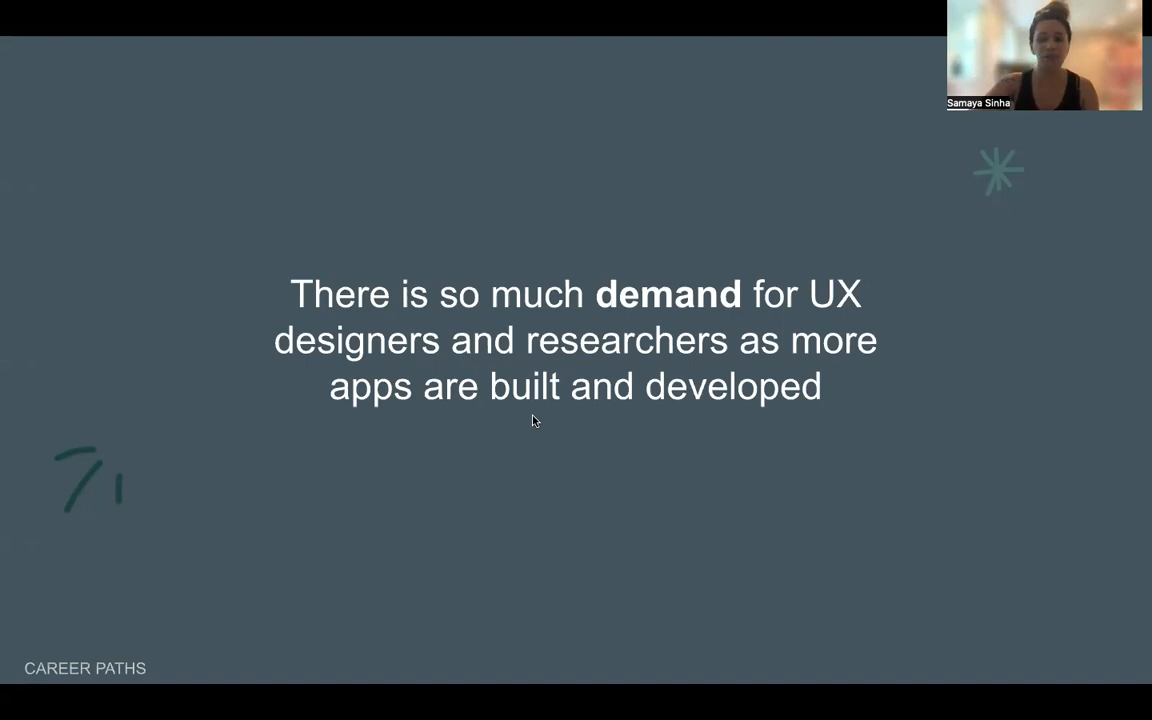 Samaya Sinha
There is so much demand for UX
designers and researchers as more
apps are built and developed
CAREER PATHS